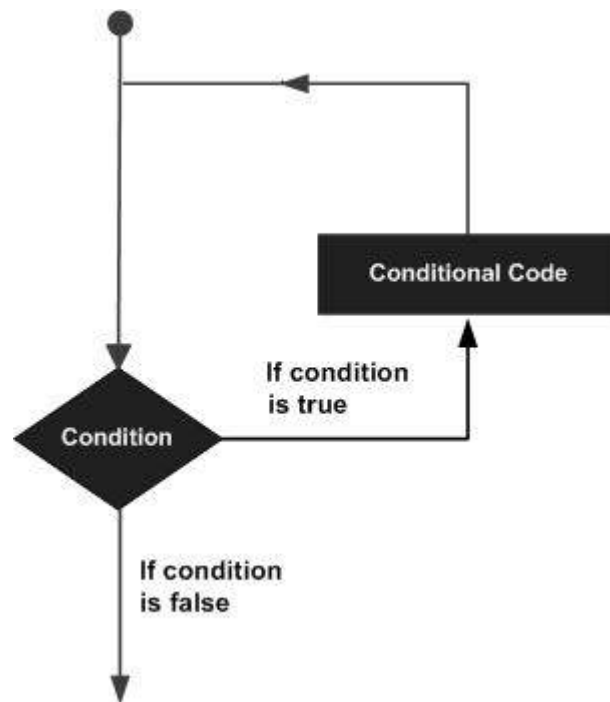 Conditional Code
If condition
is true
Condition
If condition
is false